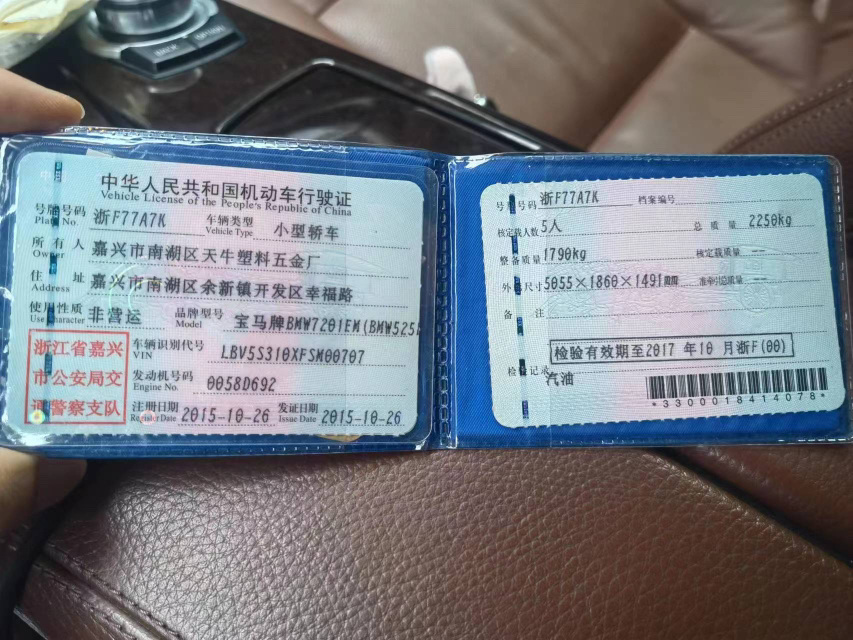 BACK OPTION
中华人民共和国机动车行驶证
Vehicle License of the People's Republic of China
号牌号码 浙F77A7K 车辆类型 小型轿车
Plate No. Vehicle Type
所有人 嘉兴市南湖区天牛塑料五金厂
Owner
住址 嘉兴市南湖区余新镇开发区幸福路
Address
使用性质 非营运 品牌型号 宝马牌BMW7201EM(BMW525
Use Character Model
浙江省嘉兴
市公安局交
通警察支队
车辆识别代号 LBV5S310XFSM00707
VIN
发动机号码 0058D692
Engine No.
注册日期 2015-10-26 发证日期 2015-10-26
Register Date Issue Date
号牌号码 浙F77A7K 档案编号
核定载人数 5人 总质量 2250kg
整备质量 1790kg 核定载质量 --
外廓尺寸 5055×1860×1491mm 准牵引总质量 --
备注
检验有效期至2017 年10 月浙F(00)
检验记录
汽油
*3300018414078*